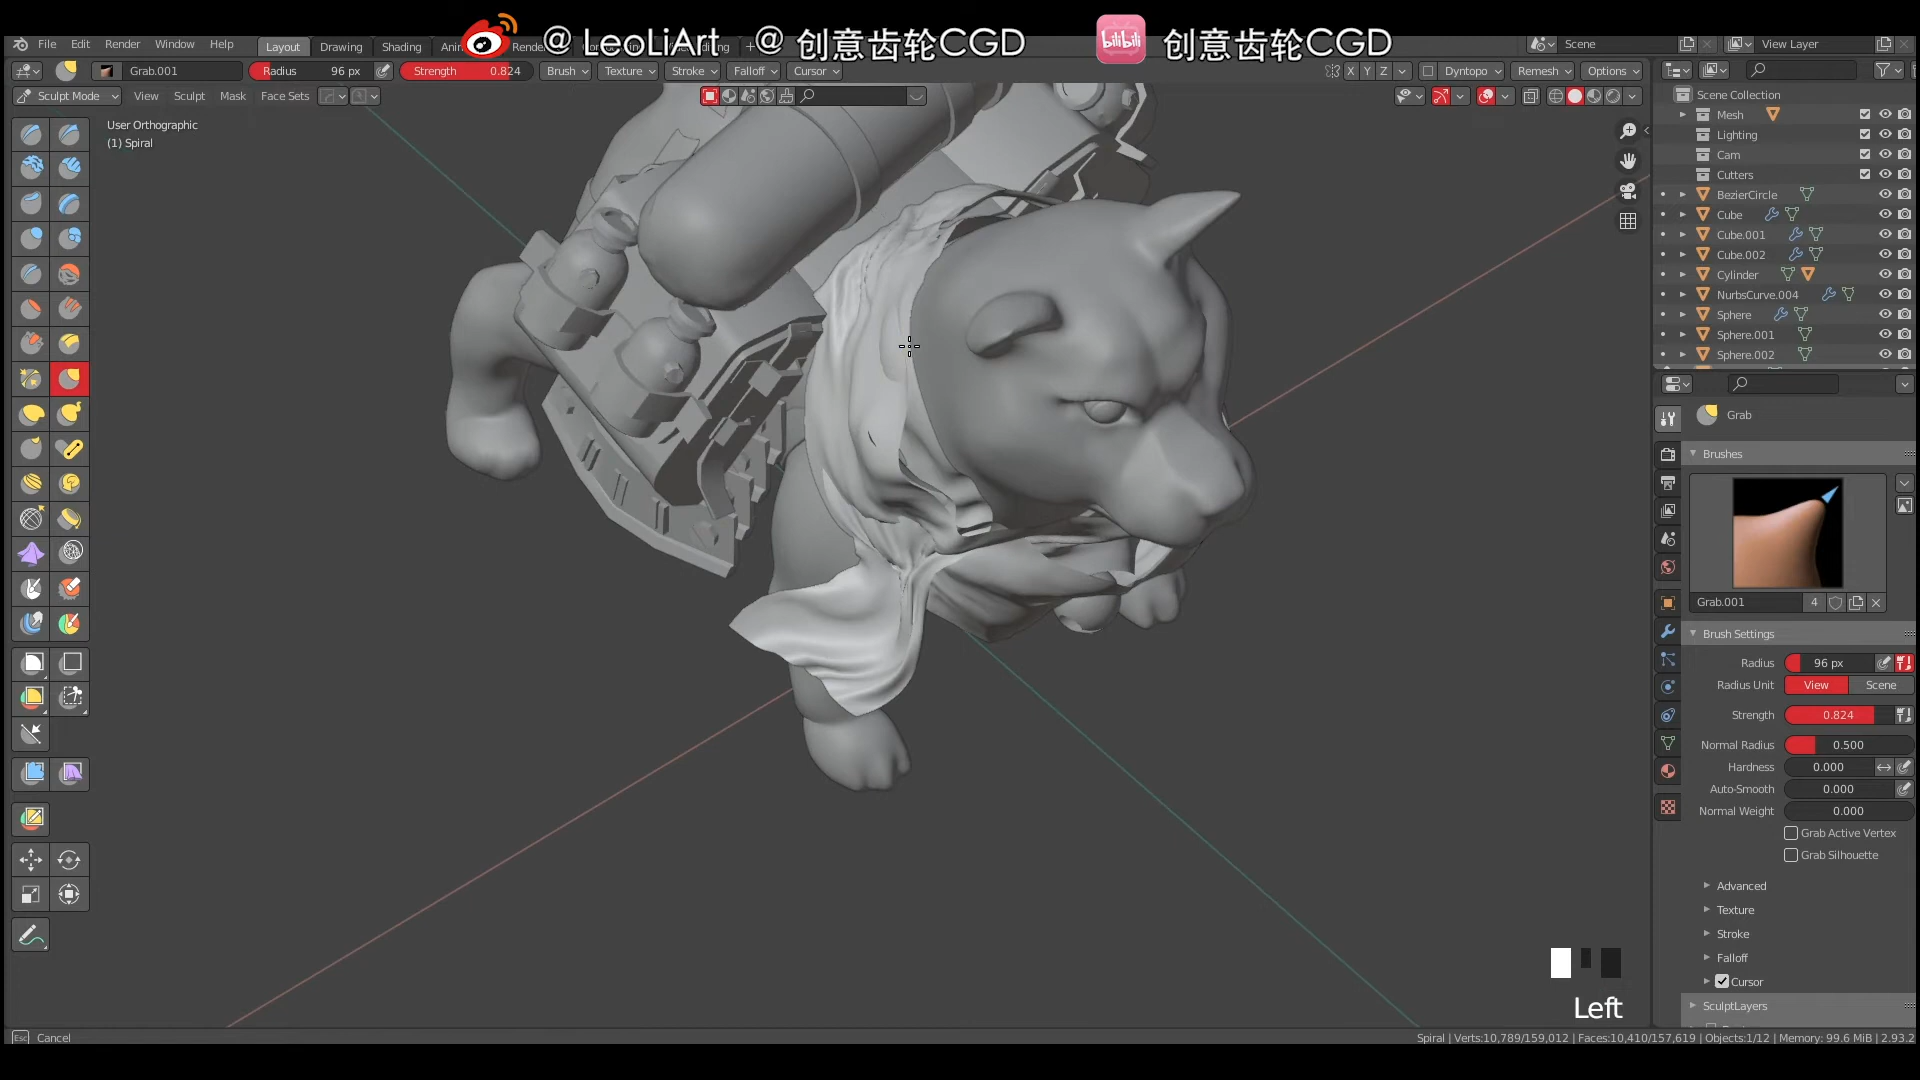 @ LeoLiArt @ 创意齿轮CGD
bilibili 创意齿轮CGD
File Edit Render Window Help Layout Drawing Shading
Scene View Layer
Grab.001 Radius 96 px Strength 0.824 Brush Texture Stroke Falloff Cursor
X Y Z Dyntopo Remesh Options
Sculpt Mode View Sculpt Mask Face Sets
User Orthographic
(1) Spiral
Scene Collection
Mesh
Lighting
Cam
Cutters
BezierCircle
Cube
Cube.001
Cube.002
Cylinder
NurbsCurve.004
Sphere
Sphere.001
Sphere.002
Grab
Brushes
Grab.001 4
Brush Settings
Radius 96 px
Radius Unit View Scene
Strength 0.824
Normal Radius 0.500
Hardness 0.000
Auto-Smooth 0.000
Normal Weight 0.000
Grab Active Vertex
Grab Silhouette
Advanced
Texture
Stroke
Falloff
Cursor
SculptLayers
Left
Esc Cancel
Spiral | Verts:10,789/159,012 | Faces:10,410/157,619 | Objects:1/12 | Memory: 99.6 MiB | 2.93.2